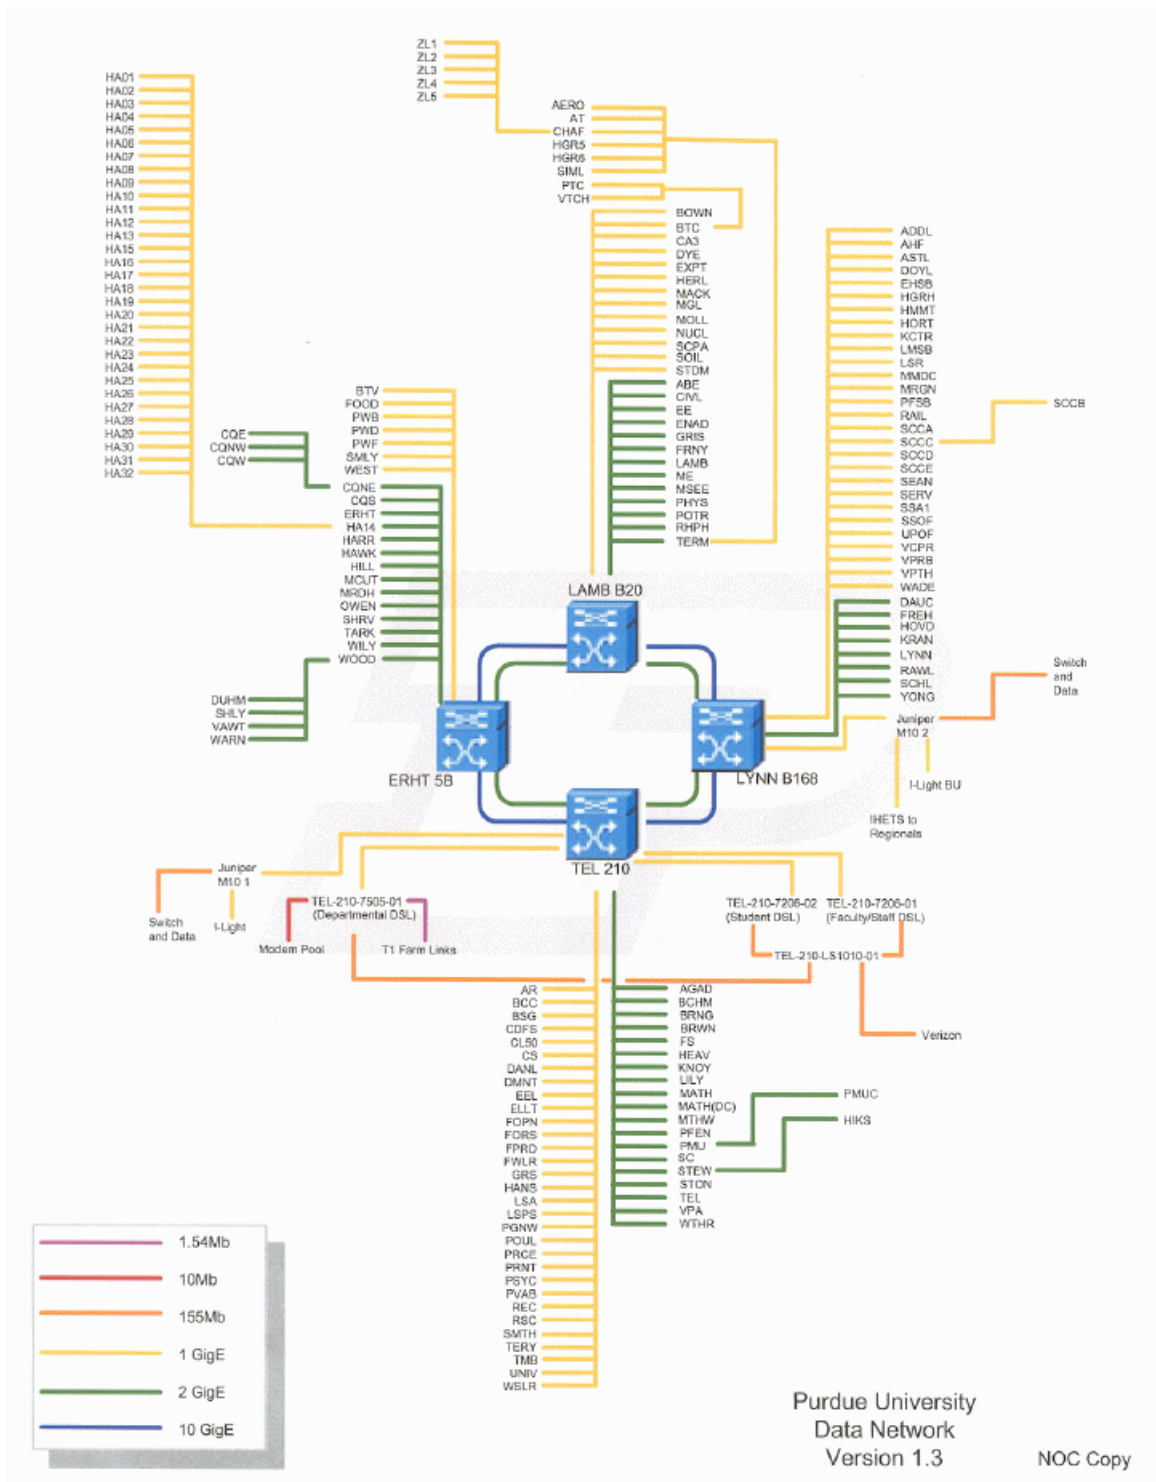 ZL1
ZL2
ZL3
ZL4
ZL5
HA01
HA02
HA03
HA04
HA05
HA06
HA07
HA08
HA09
HA10
HA11
HA12
HA13
HA15
HA16
HA17
HA18
HA19
HA20
HA21
HA22
HA23
HA24
HA25
HA26
HA27
HA28
HA29
HA30
HA31
HA32
AERO
AT
CHAF
HGR5
HGR6
SIML
PTC
VTCH
BOWN
BTC
CA3
DYE
EXPT
HERL
MACK
MGL
MOLL
NUCL
SCPA
SOIL
STDM
ABE
CIVL
EE
ENAD
GRIS
FRNY
LAMB
ME
MSEE
PHYS
POTR
RHPH
TERM
ADDL
AHF
ASTL
DOYL
EHSB
HGRH
HMMT
HORT
KCTR
LMSB
LSR
MMDC
MRGN
PFSB
RAIL
SCCA
SCCC
SCCD
SCCE
SEAN
SERV
SSA1
SSOF
UPOF
VCPR
VPRB
VPTH
WADE
DAUC
FREH
HOVD
KRAN
LYNN
RAWL
SCHL
YONG
SCCB
BTV
FOOD
PWB
PWD
PWF
SMLY
WEST
CQE
CQNW
CQW
CQNE
CQS
ERHT
HA14
HARR
HAWK
HILL
MCUT
MRDH
OWEN
SHRV
TARK
WILY
WOOD
DUHM
SHLY
VAWT
WARN
LAMB B20
ERHT 5B
LYNN B168
TEL 210
Switch
and
Data
Juniper
M10 2
I-Light BU
IHETS to
Regionals
Juniper
M10 1
Switch
and Data
I-Light
TEL-210-7505-01
(Departmental DSL)
Modem Pool
T1 Farm Links
TEL-210-7206-02
(Student DSL)
TEL-210-7206-01
(Faculty/Staff DSL)
TEL-210-LS1010-01
Verizon
AR
BCC
BSG
CDFS
CL50
CS
DANL
DMNT
EEL
ELLT
FOPN
FORS
FPRD
FWLR
GRS
HANS
LSA
LSPS
PGNW
POUL
PRCE
PRNT
PSYC
PVAB
REC
RSC
SMTH
TERY
TMB
UNIV
WSLR
AGAD
BCHM
BRNG
BRWN
FS
HEAV
KNOY
LILY
MATH
MATH(DC)
MTHW
PFEN
PMU
SC
STEW
STON
TEL
VPA
WTHR
PMUC
HIKS
1.54Mb
10Mb
155Mb
1 GigE
2 GigE
10 GigE
Purdue University
Data Network
Version 1.3
NOC Copy